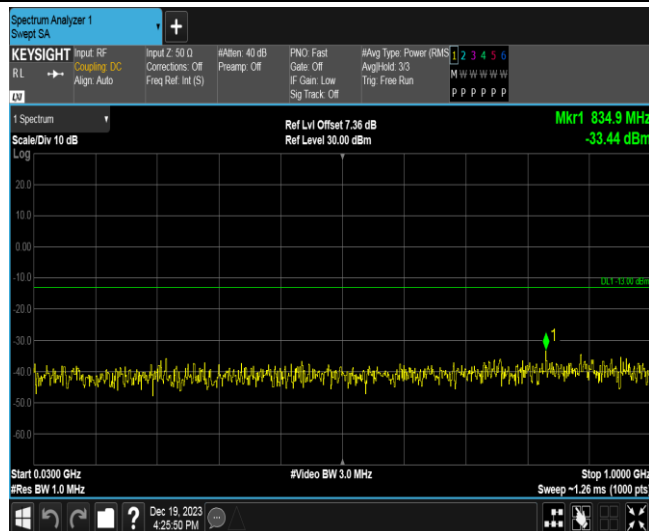 Spectrum Analyzer 1
Swept SA
+
KEYSIGHT
RL
Input: RF
Coupling: DC
Align: Auto
Input Z: 50 Ω
Corrections: Off
Freq Ref: Int (S)
#Atten: 40 dB
Preamp: Off
PNO: Fast
Gate: Off
IF Gain: Low
Sig Track: Off
#Avg Type: Power (RMS
Avg|Hold: 3/3
Trig: Free Run
1 2 3 4 5 6
M W W W W W
P P P P P P
1 Spectrum
Scale/Div 10 dB
Log
Ref Lvl Offset 7.36 dB
Ref Level 30.00 dBm
Mkr1 834.9 MHz
-33.44 dBm
20.0
10.0
0.00
-10.0
DL1 -13.00 dBm
-20.0
-30.0
1
-40.0
-50.0
-60.0
Start 0.0300 GHz
#Res BW 1.0 MHz
#Video BW 3.0 MHz
Stop 1.0000 GHz
Sweep ~1.26 ms (1000 pts)
?
Dec 19, 2023
4:25:50 PM